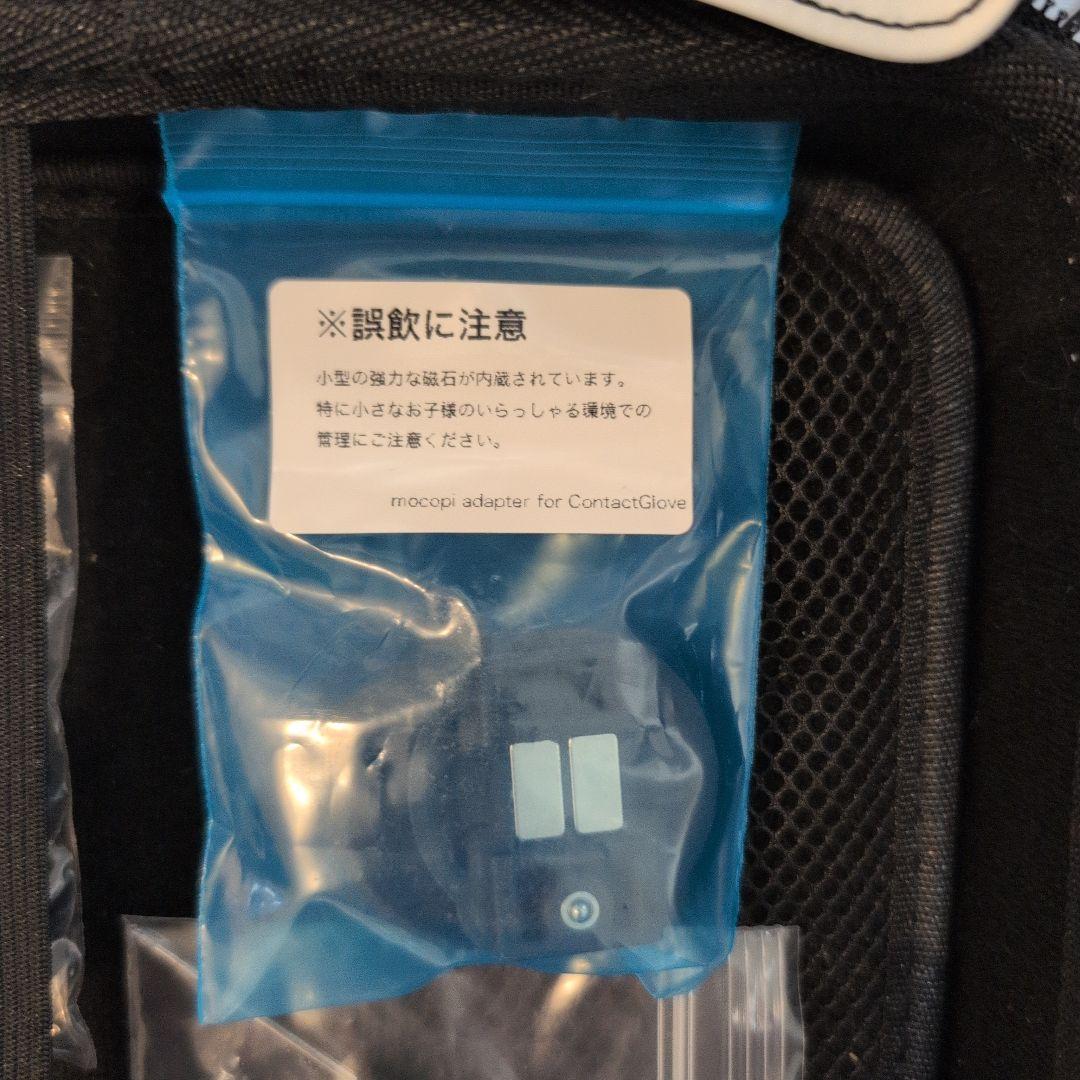 ※誤飲に注意
小型の強力な磁石が内蔵されています。
特に小さなお子様のいらっしゃる環境での
管理にご注意ください。
mocopi adapter for ContactGlove